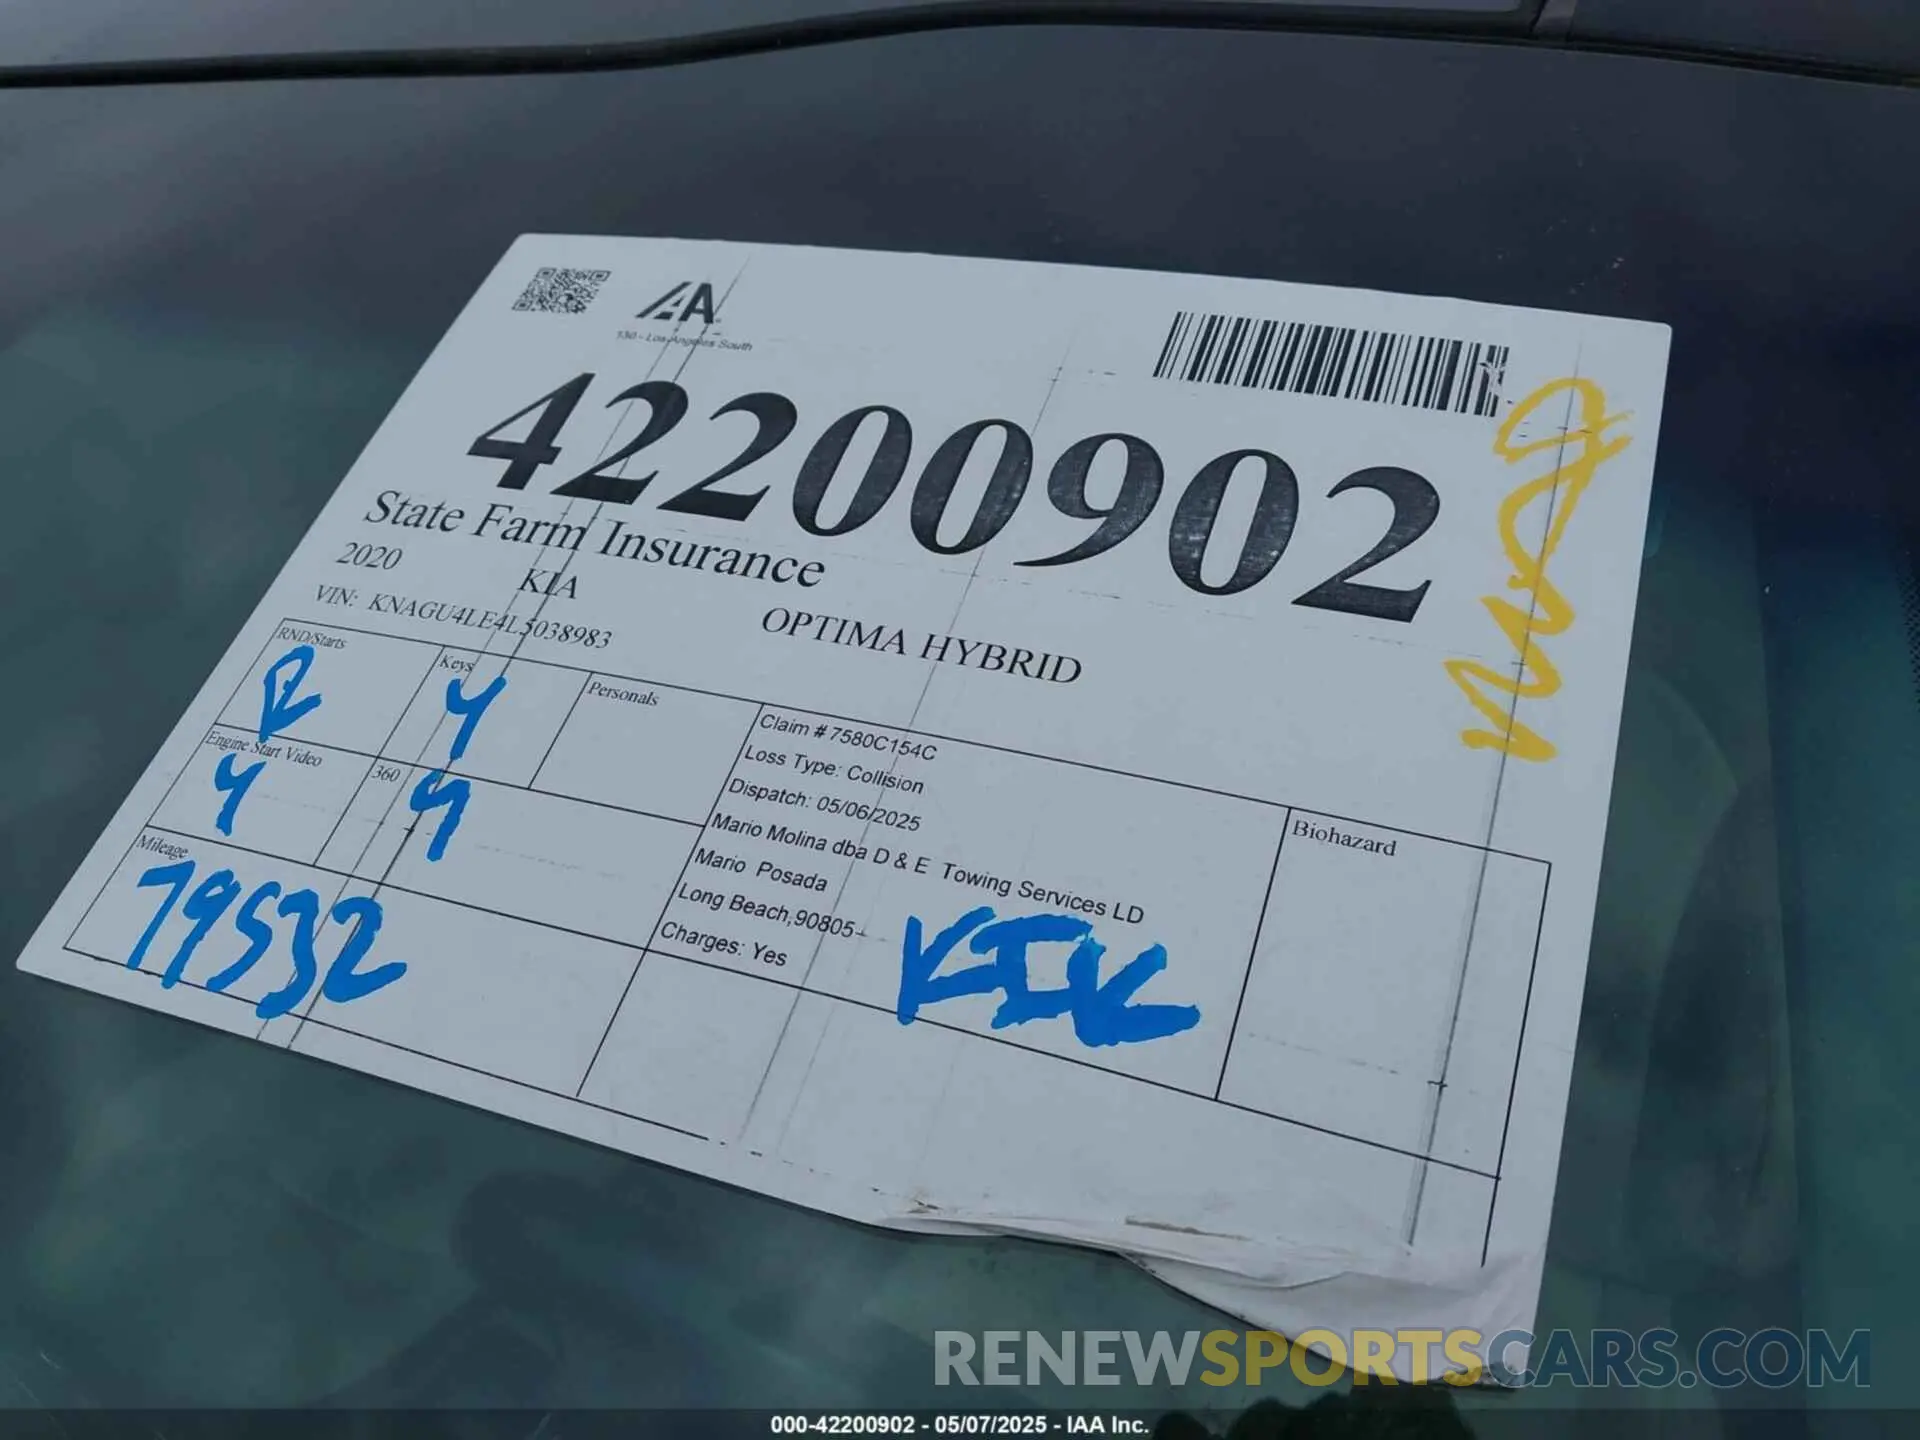 IAA
130 - Los Angeles South
42200902
State Farm Insurance
2020 KIA OPTIMA HYBRID
VIN: KNAGU4LE4L5038983
RND/Starts
R
Keys
Y
Personals
Engine Start Video
Y
360
Y
Mileage
79532
Claim # 7580C154C
Loss Type: Collision
Dispatch: 05/06/2025
Mario Molina dba D & E Towing Services LD
Mario Posada
Long Beach,90805-
Charges: Yes
Biohazard
RENEWSPORTSCARS.COM
000-42200902 - 05/07/2025 - IAA Inc.